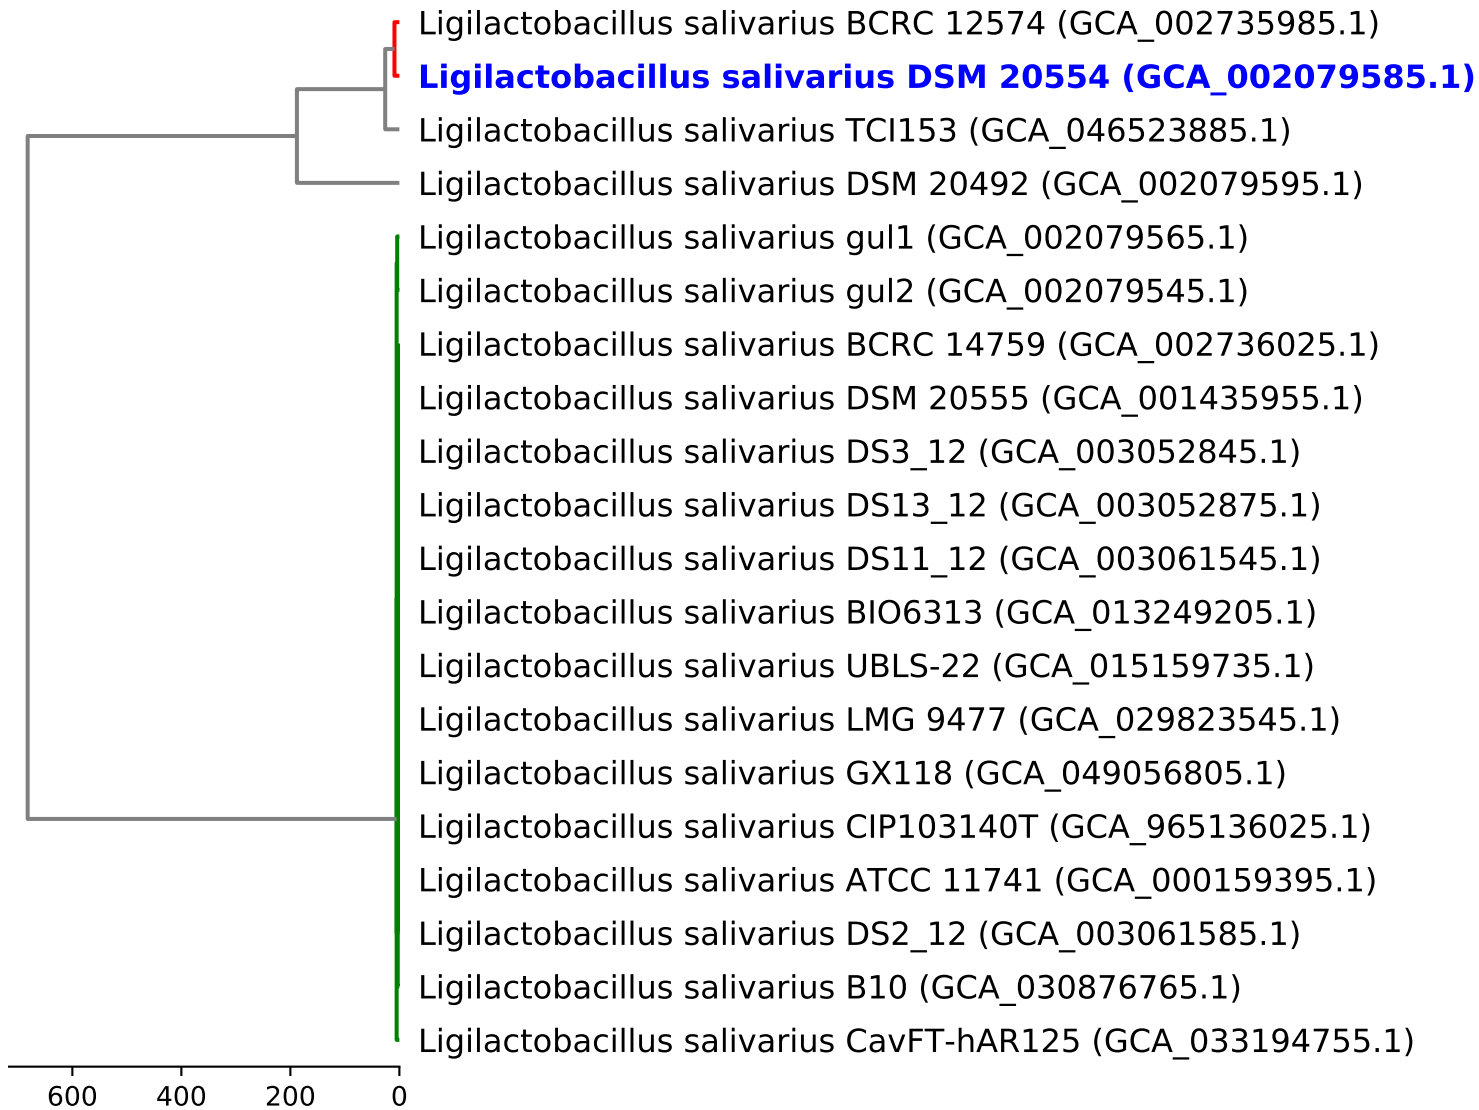 Ligilactobacillus salivarius BCRC 12574 (GCA_002735985.1)
Ligilactobacillus salivarius DSM 20554 (GCA_002079585.1)
Ligilactobacillus salivarius TCI153 (GCA_046523885.1)
Ligilactobacillus salivarius DSM 20492 (GCA_002079595.1)
Ligilactobacillus salivarius gul1 (GCA_002079565.1)
Ligilactobacillus salivarius gul2 (GCA_002079545.1)
Ligilactobacillus salivarius BCRC 14759 (GCA_002736025.1)
Ligilactobacillus salivarius DSM 20555 (GCA_001435955.1)
Ligilactobacillus salivarius DS3_12 (GCA_003052845.1)
Ligilactobacillus salivarius DS13_12 (GCA_003052875.1)
Ligilactobacillus salivarius DS11_12 (GCA_003061545.1)
Ligilactobacillus salivarius BIO6313 (GCA_013249205.1)
Ligilactobacillus salivarius UBLS-22 (GCA_015159735.1)
Ligilactobacillus salivarius LMG 9477 (GCA_029823545.1)
Ligilactobacillus salivarius GX118 (GCA_049056805.1)
Ligilactobacillus salivarius CIP103140T (GCA_965136025.1)
Ligilactobacillus salivarius ATCC 11741 (GCA_000159395.1)
Ligilactobacillus salivarius DS2_12 (GCA_003061585.1)
Ligilactobacillus salivarius B10 (GCA_030876765.1)
Ligilactobacillus salivarius CavFT-hAR125 (GCA_033194755.1)
600 400 200 0